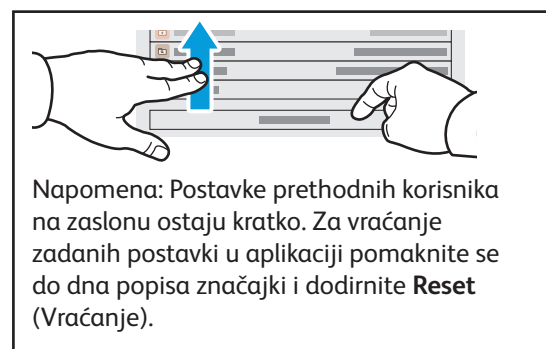 Napomena: Postavke prethodnih korisnika
na zaslonu ostaju kratko. Za vraćanje
zadanih postavki u aplikaciji pomaknite se
do dna popisa značajki i dodirnite Reset
(Vraćanje).